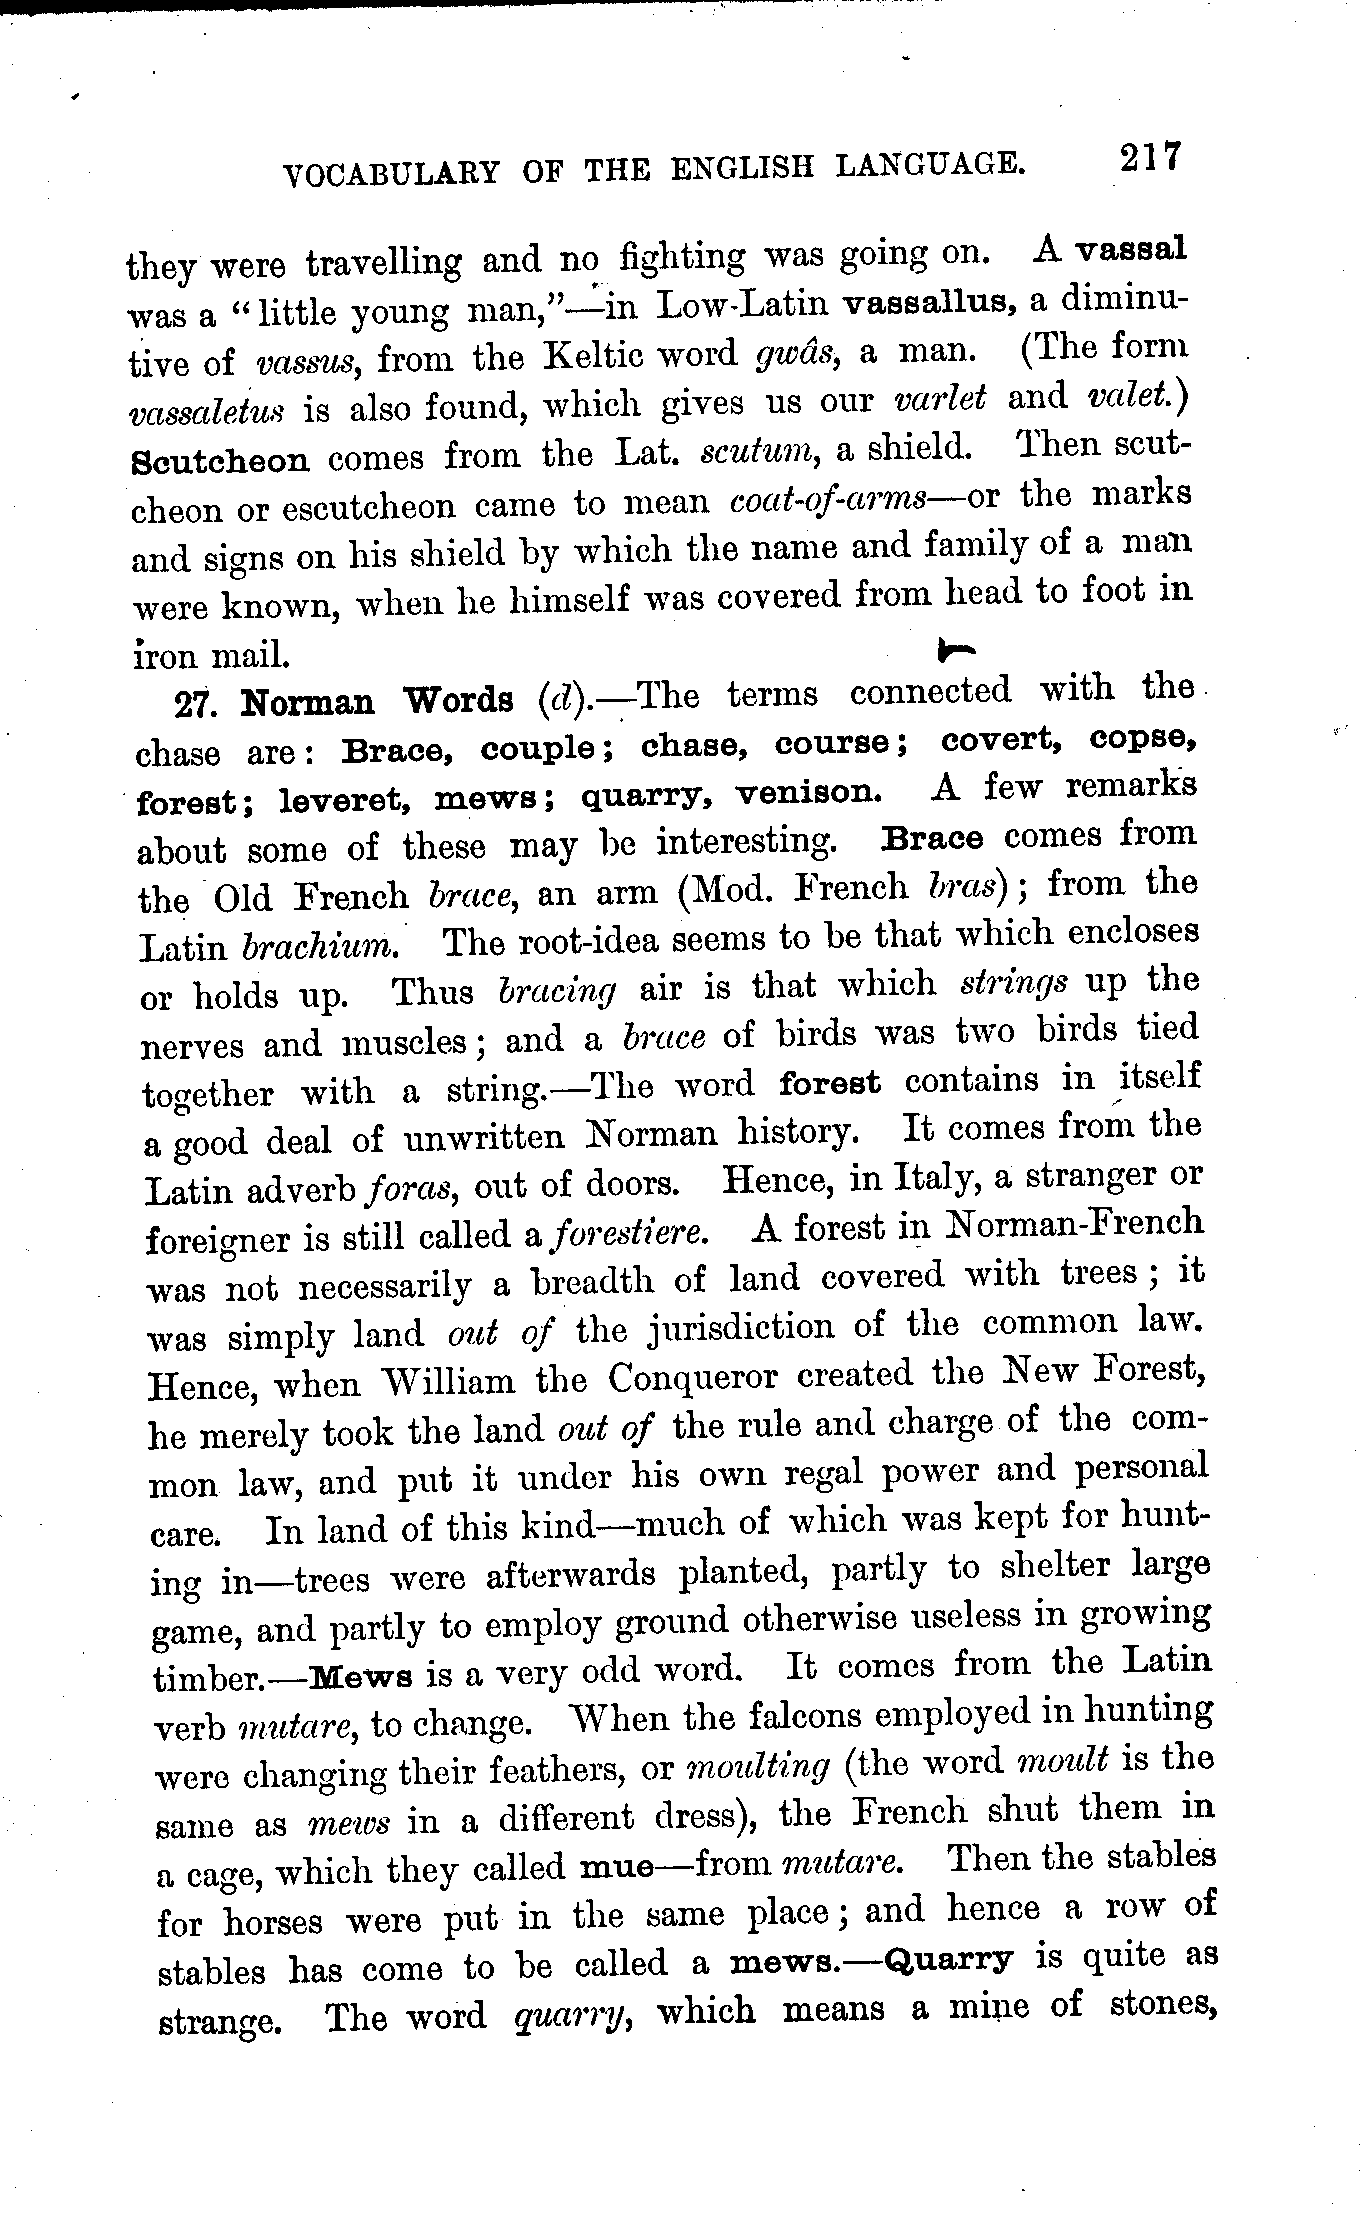 VOCABULARY OF THE ENGLISH LANGUAGE. 217
they were travelling and no fighting was going on. A vassal
was a “little young man,”—in Low-Latin vassallus, a diminu-
tive of vassus, from the Keltic word gwâs, a man. (The form
vassaletus is also found, which gives us our varlet and valet.)
Scutcheon comes from the Lat. scutum, a shield. Then scut-
cheon or escutcheon came to mean coat-of-arms—or the marks
and signs on his shield by which the name and family of a man
were known, when he himself was covered from head to foot in
iron mail.
27. Norman Words (d).—The terms connected with the
chase are: Brace, couple; chase, course; covert, copse,
forest; leveret, mews; quarry, venison. A few remarks
about some of these may be interesting. Brace comes from
the Old French brace, an arm (Mod. French bras); from the
Latin brachium. The root-idea seems to be that which encloses
or holds up. Thus bracing air is that which strings up the
nerves and muscles; and a brace of birds was two birds tied
together with a string.—The word forest contains in itself
a good deal of unwritten Norman history. It comes from the
Latin adverb foras, out of doors. Hence, in Italy, a stranger or
foreigner is still called a forestiere. A forest in Norman-French
was not necessarily a breadth of land covered with trees; it
was simply land out of the jurisdiction of the common law.
Hence, when William the Conqueror created the New Forest,
he merely took the land out of the rule and charge of the com-
mon law, and put it under his own regal power and personal
care. In land of this kind—much of which was kept for hunt-
ing in—trees were afterwards planted, partly to shelter large
game, and partly to employ ground otherwise useless in growing
timber.—Mews is a very odd word. It comes from the Latin
verb mutare, to change. When the falcons employed in hunting
were changing their feathers, or moulting (the word moult is the
same as mews in a different dress), the French shut them in
a cage, which they called mue—from mutare. Then the stables
for horses were put in the same place; and hence a row of
stables has come to be called a mews.—Quarry is quite as
strange. The word quarry, which means a mine of stones,